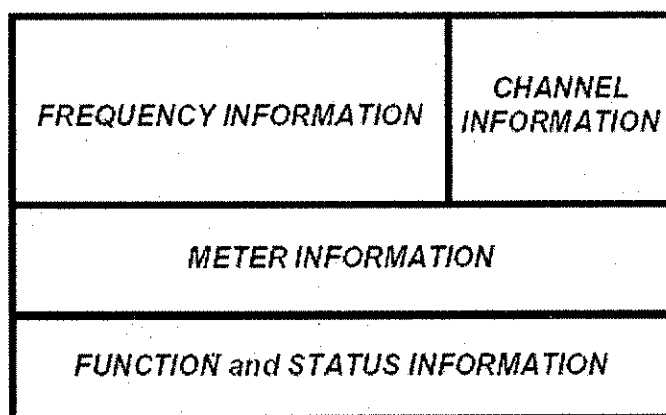 FREQUENCY INFORMATION
CHANNEL
INFORMATION
METER INFORMATION
FUNCTION and STATUS INFORMATION